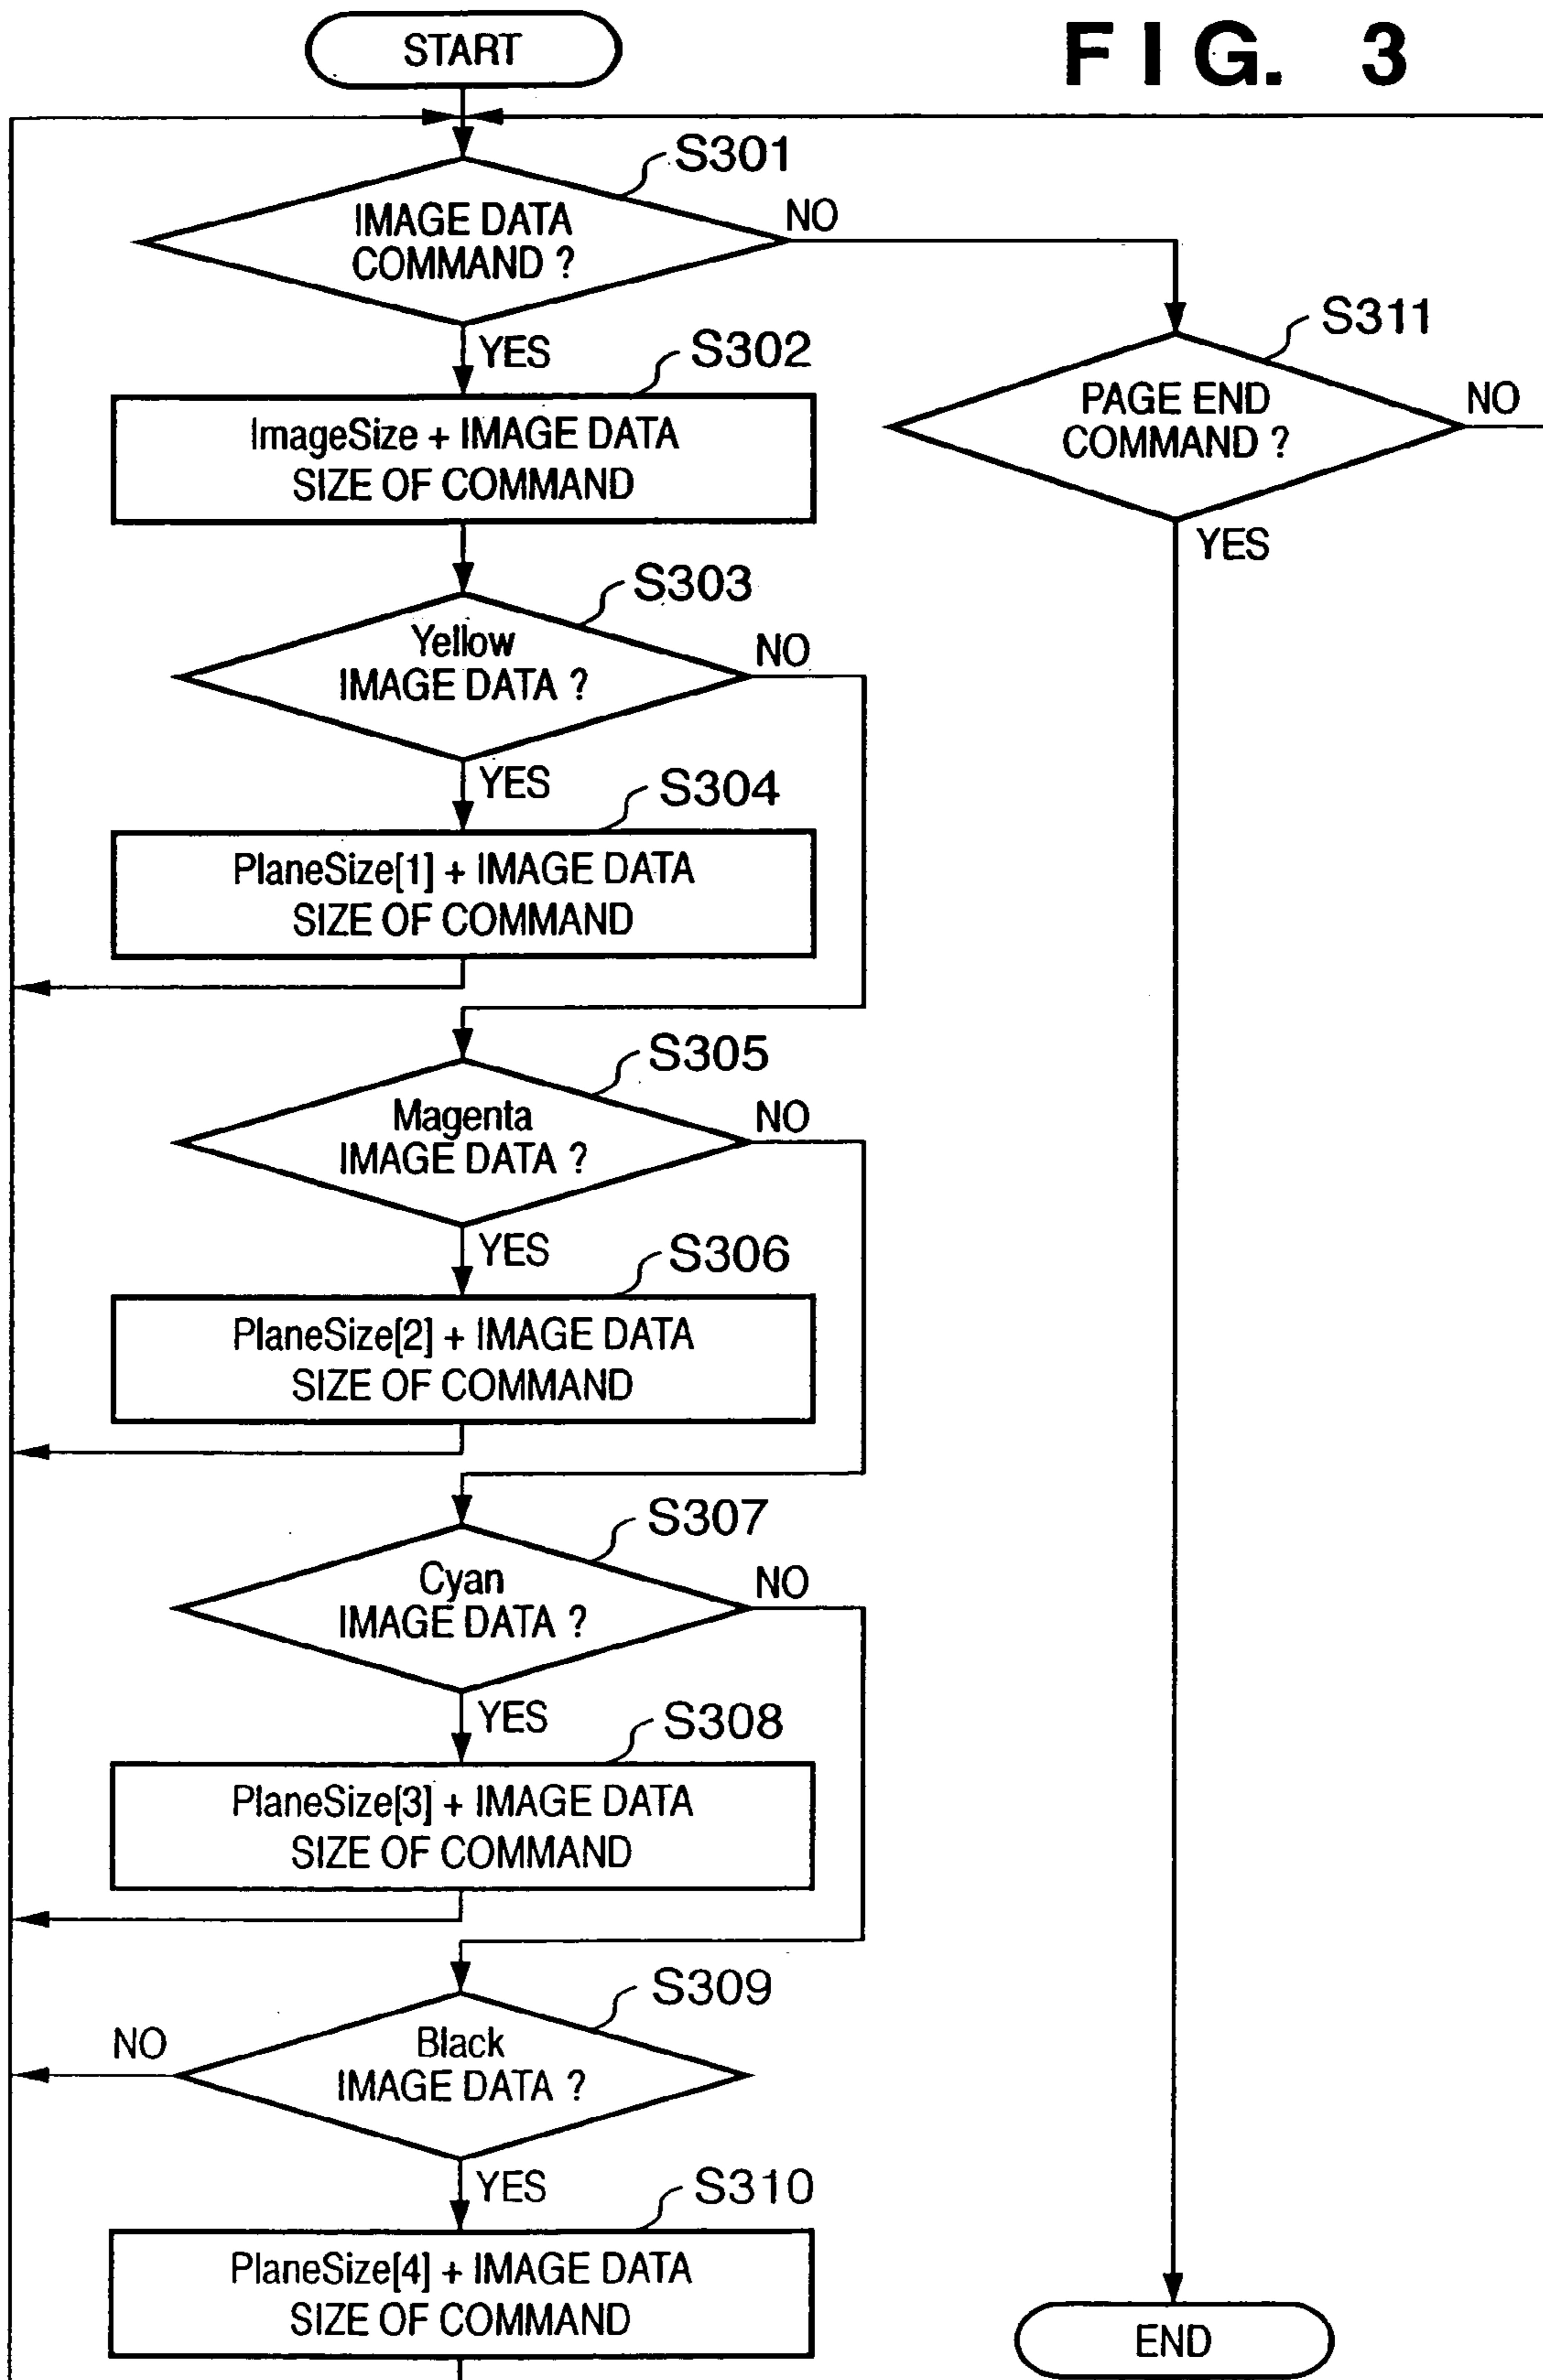 START
FIG. 3
S301
IMAGE DATA
COMMAND ?
NO
YES
S302
S311
PAGE END
COMMAND ?
NO
YES
ImageSize + IMAGE DATA
SIZE OF COMMAND
S303
Yellow
IMAGE DATA ?
NO
YES
S304
PlaneSize[1] + IMAGE DATA
SIZE OF COMMAND
S305
Magenta
IMAGE DATA ?
NO
YES
S306
PlaneSize[2] + IMAGE DATA
SIZE OF COMMAND
S307
Cyan
IMAGE DATA ?
NO
YES
S308
PlaneSize[3] + IMAGE DATA
SIZE OF COMMAND
S309
NO
Black
IMAGE DATA ?
YES
S310
PlaneSize[4] + IMAGE DATA
SIZE OF COMMAND
END